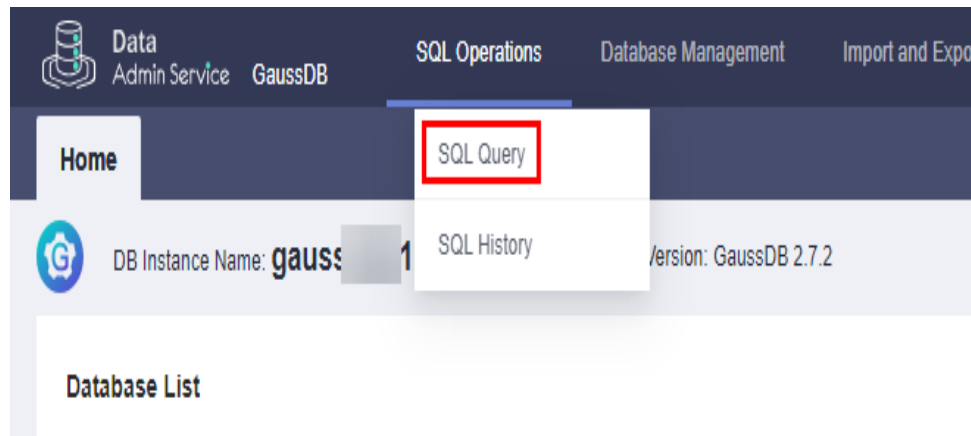 Data
Admin Service GaussDB SQL Operations Database Management Import and Expo
Home
SQL Query
SQL History
G
DB Instance Name: gauss 1 Version: GaussDB 2.7.2
Database List